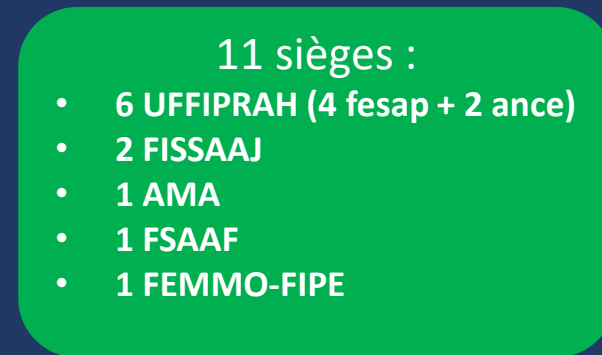 11 sièges :
• 6 UFFIPRAH (4 fesap + 2 ance)
• 2 FISSAAJ
• 1 AMA
• 1 FSAAF
• 1 FEMMO-FIPE